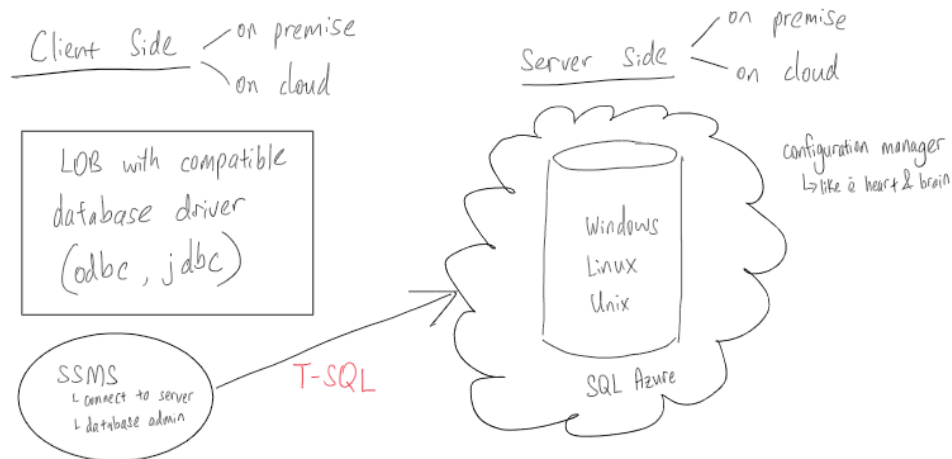 Client Side
on premise
on cloud
LOB with compatible
database driver
(odbc, jdbc)
SSMS
↳ connect to server
↳ database admin
T-SQL
Server Side
on premise
on cloud
Windows
Linux
Unix
SQL Azure
configuration manager
↳ like ė heart & brain